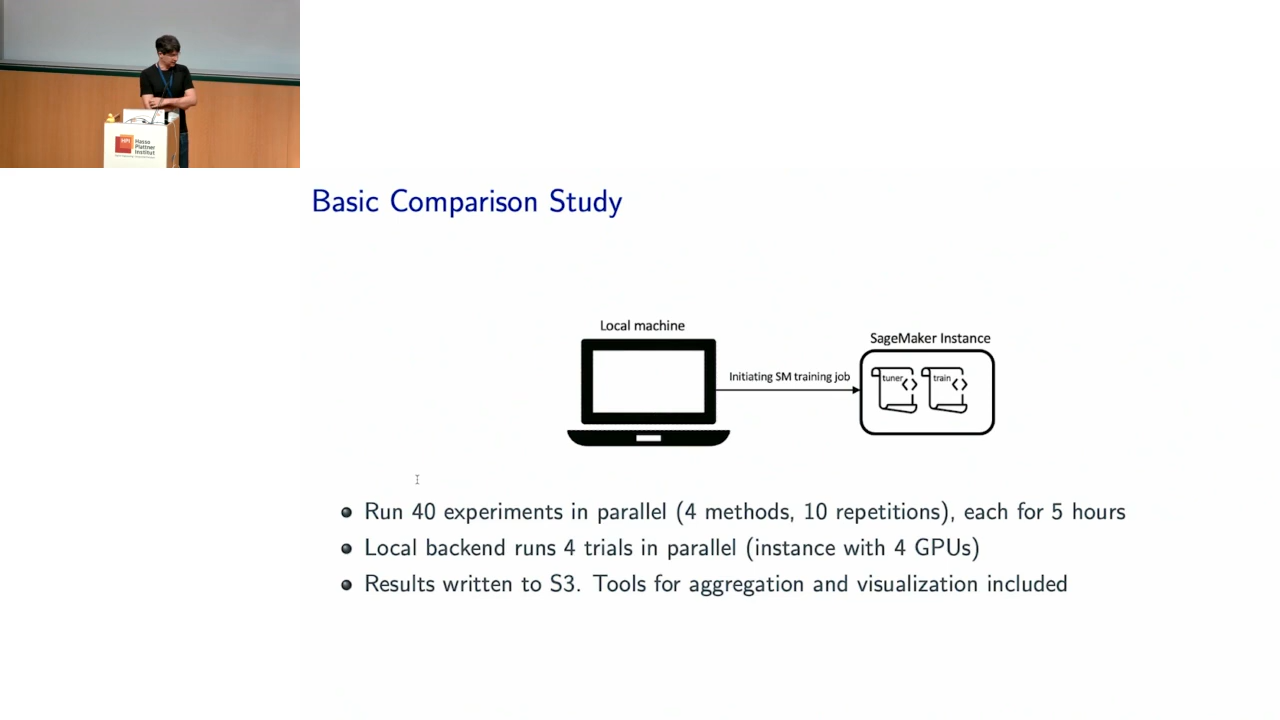 HPI Hasso
Plattner
Institut
Basic Comparison Study
Local machine
SageMaker Instance
Initiating SM training job
tuner
train
Run 40 experiments in parallel (4 methods, 10 repetitions), each for 5 hours
Local backend runs 4 trials in parallel (instance with 4 GPUs)
Results written to S3. Tools for aggregation and visualization included